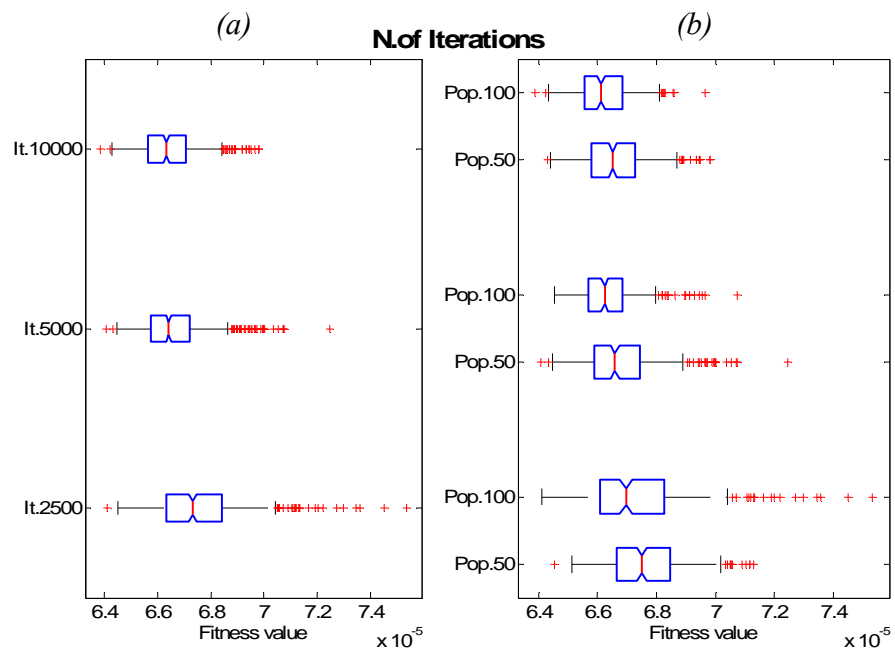 (a)
(b)
N.of Iterations
It.10000
It.5000
It.2500
6.4
6.6
6.8
7
7.2
7.4
Fitness value
x 10⁻⁵
Pop.100
Pop.50
Pop.100
Pop.50
Pop.100
Pop.50
6.4
6.6
6.8
7
7.2
7.4
Fitness value
x 10⁻⁵